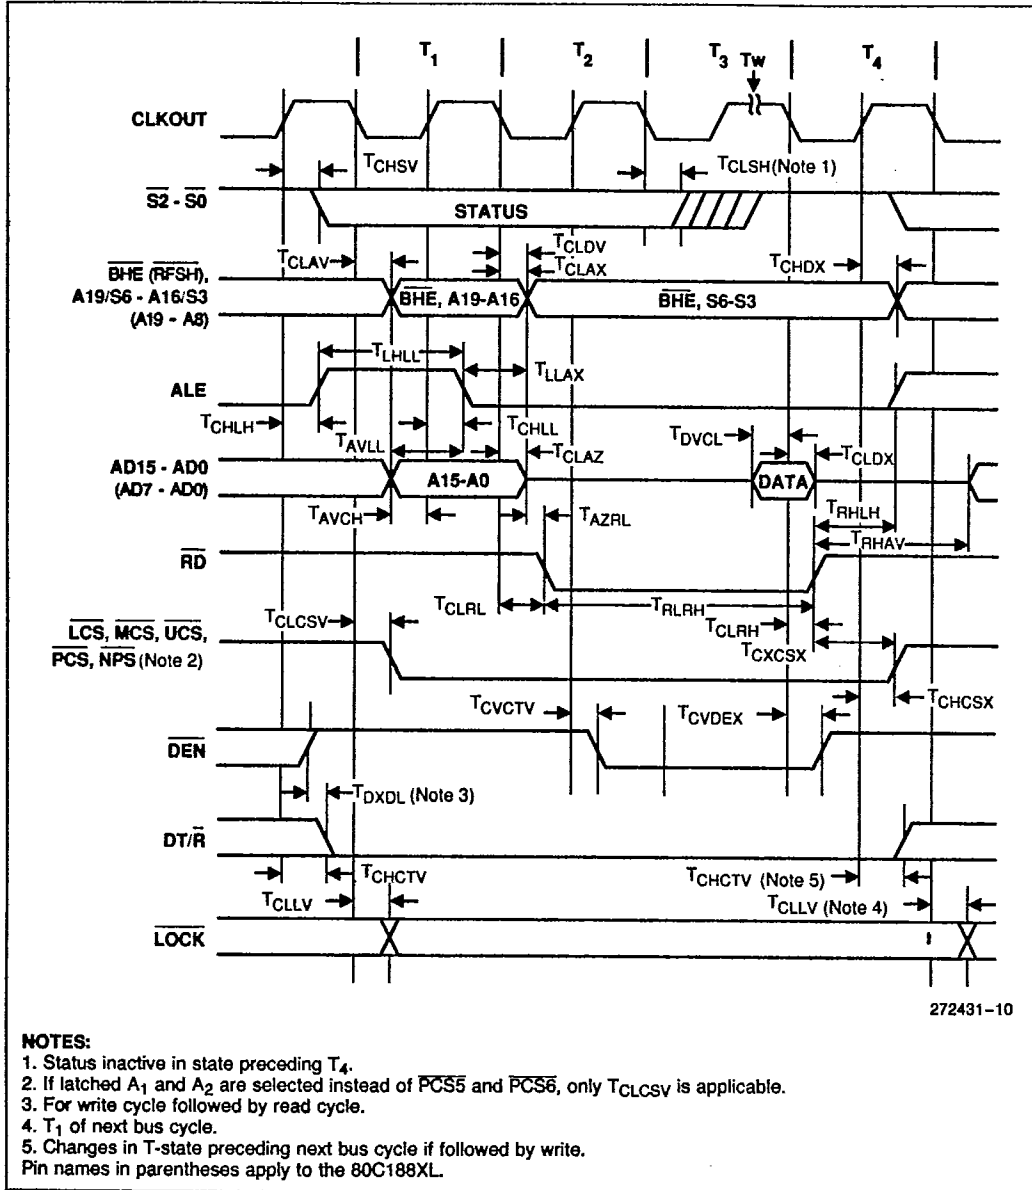 T1 T2 T3 TW T4
CLKOUT
TCHSV TCLSH (Note 1)
S2 - S0 STATUS
TCLDV
TCLAV TCLAX TCHDX
BHE (RFSH),
A19/S6 - A16/S3
(A19 - A8)
BHE, A19-A16 BHE, S6-S3
TLHLL TLLAX
ALE
TCHLH TCHLL
TAVLL TDVCL
TCLAZ TCLDX
AD15 - AD0
(AD7 - AD0)
A15-A0 DATA
TAVCH TAZRL TRHLH
TRHAV
RD
TCLRL TRLRH
TCLCSV TCLRH
LCS, MCS, UCS,
PCS, NPS (Note 2)
TCXCSX
TCHCSX
TCVCTV TCVDEX
DEN
TDXDL (Note 3)
DT/R
TCHCTV TCHCTV (Note 5)
TCLLV TCLLV (Note 4)
LOCK
272431-10
NOTES:
1. Status inactive in state preceding T4.
2. If latched A1 and A2 are selected instead of PCS5 and PCS6, only TCLCSV is applicable.
3. For write cycle followed by read cycle.
4. T1 of next bus cycle.
5. Changes in T-state preceding next bus cycle if followed by write.
Pin names in parentheses apply to the 80C188XL.